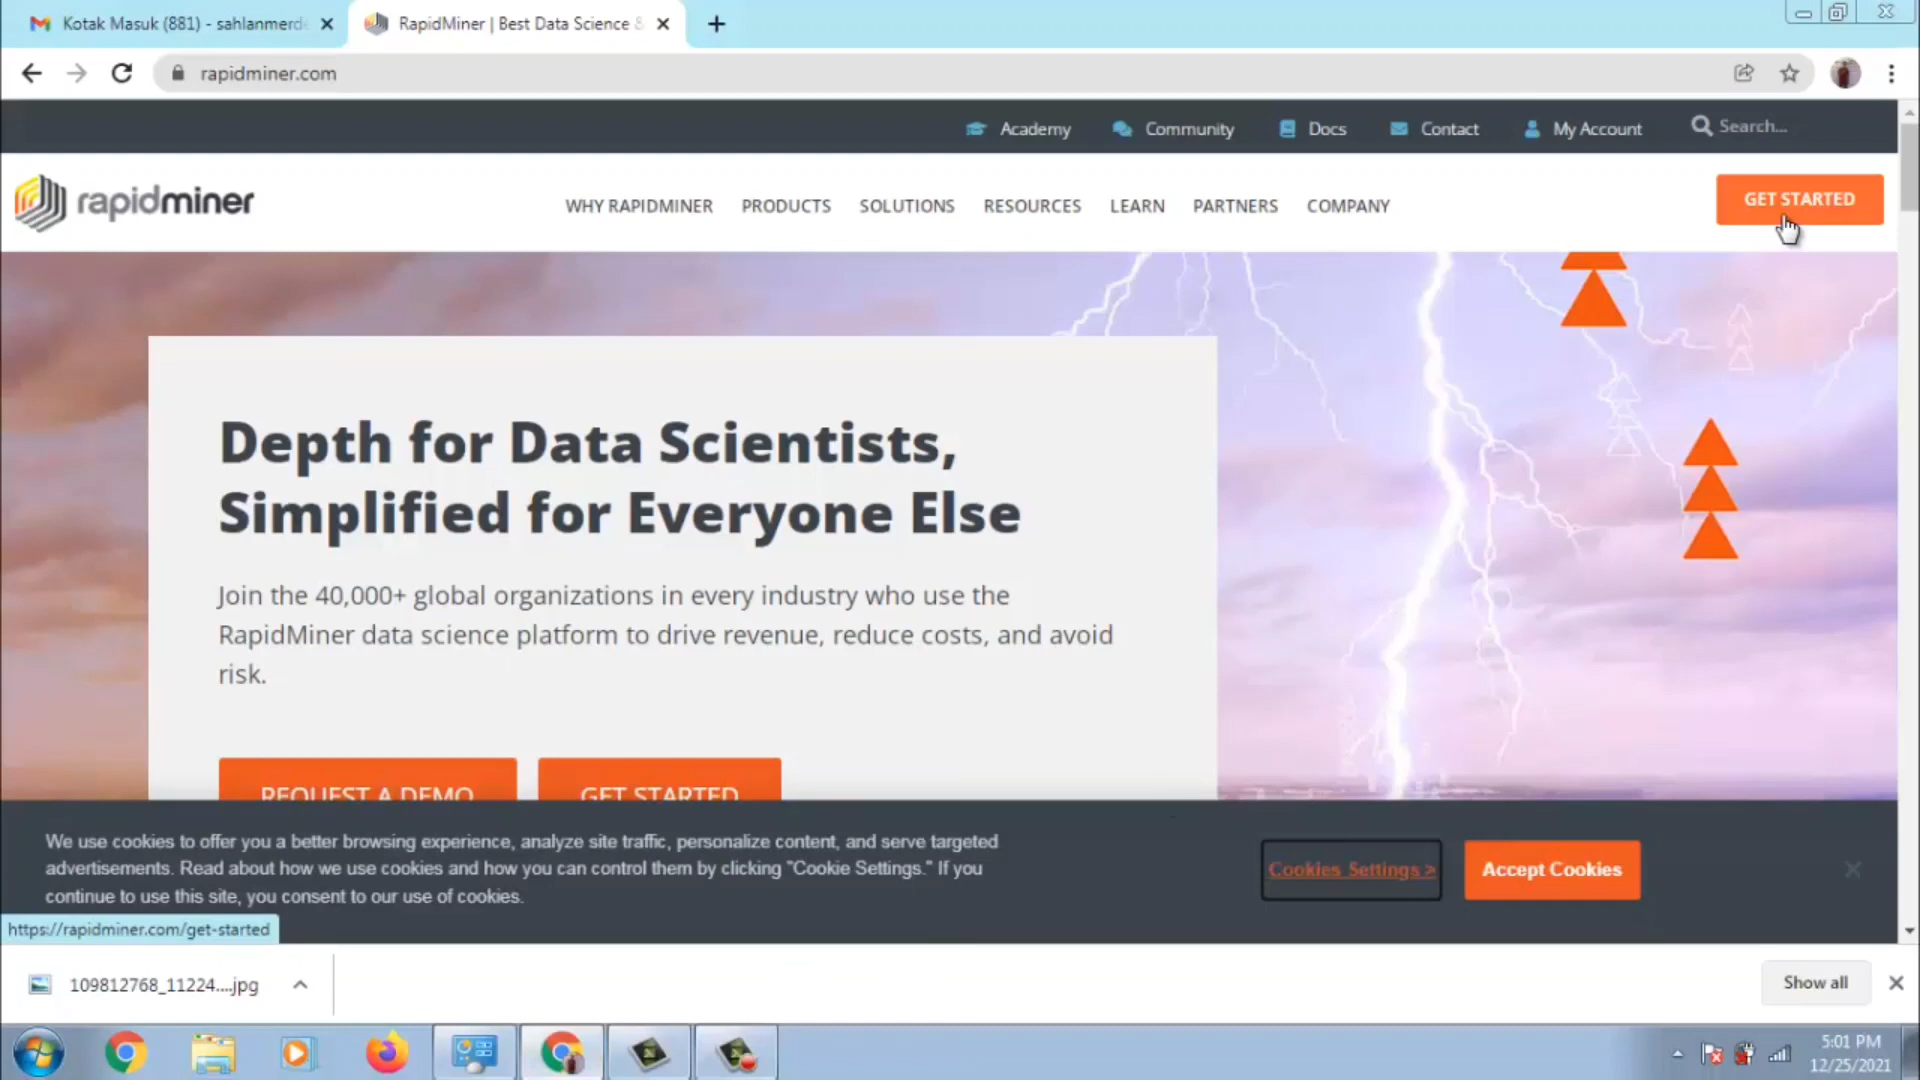 Kotak Masuk (881) - sahlanmerde
RapidMiner | Best Data Science &
rapidminer.com
Academy
Community
Docs
Contact
My Account
Search...
rapidminer
WHY RAPIDMINER
PRODUCTS
SOLUTIONS
RESOURCES
LEARN
PARTNERS
COMPANY
GET STARTED
Depth for Data Scientists,
Simplified for Everyone Else
Join the 40,000+ global organizations in every industry who use the
RapidMiner data science platform to drive revenue, reduce costs, and avoid
risk.
REQUEST A DEMO
GET STARTED
We use cookies to offer you a better browsing experience, analyze site traffic, personalize content, and serve targeted
advertisements. Read about how we use cookies and how you can control them by clicking "Cookie Settings." If you
continue to use this site, you consent to our use of cookies.
Cookies Settings >
Accept Cookies
https://rapidminer.com/get-started
109812768_11224....jpg
Show all
5:01 PM
12/25/2021